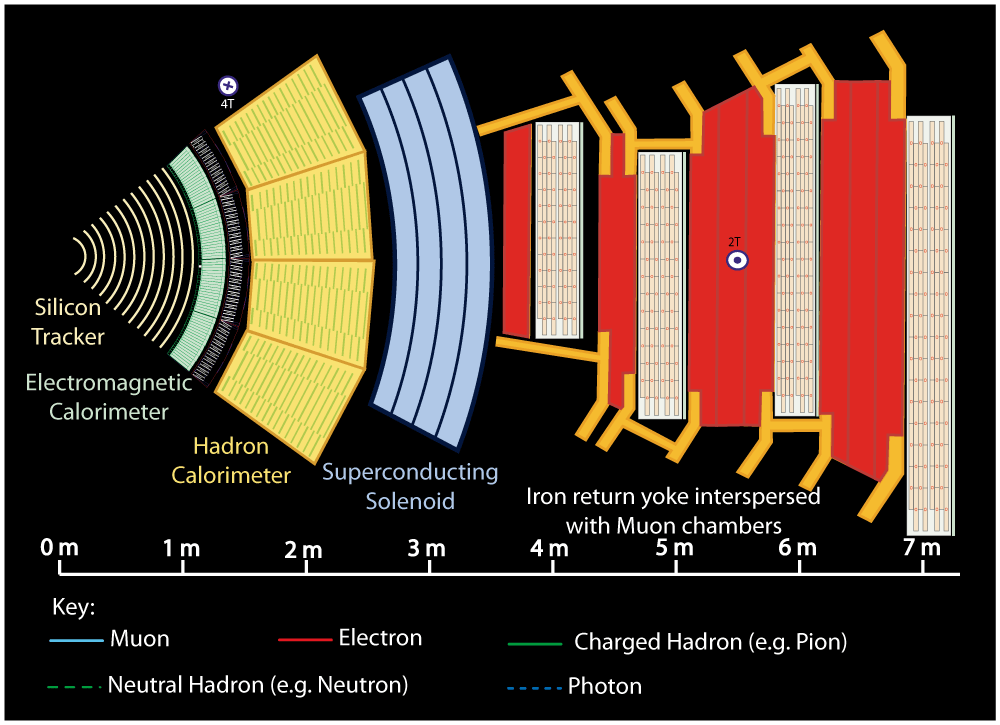 4T
2T
Silicon
Tracker
Electromagnetic
Calorimeter
Hadron
Calorimeter
Superconducting
Solenoid
Iron return yoke interspersed
with Muon chambers
0 m 1 m 2 m 3 m 4 m 5 m 6 m 7 m
Key:
Muon Electron Charged Hadron (e.g. Pion)
Neutral Hadron (e.g. Neutron) Photon